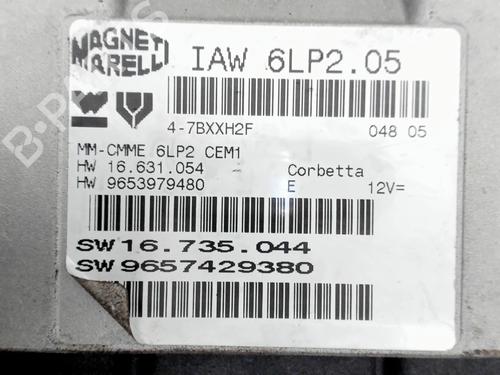 MAGNETI MARELLI
IAW 6LP2.05
4-7BXXH2F 048 05
MM-CMME 6LP2 CEM1
HW 16.631.054 Corbetta
HW 9653979480 E 12V=
SW 16.735.044
SW 9657429380
B-PARTS